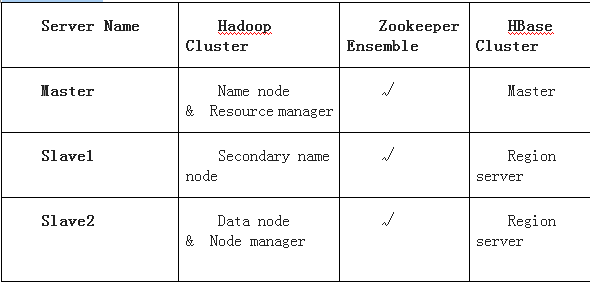 Server Name
Hadoop
Cluster
Zookeeper
Ensemble
HBase
Cluster
Master
Name node
& Resource manager
√
Master
Slave1
Secondary name
node
√
Region
server
Slave2
Data node
& Node manager
√
Region
server